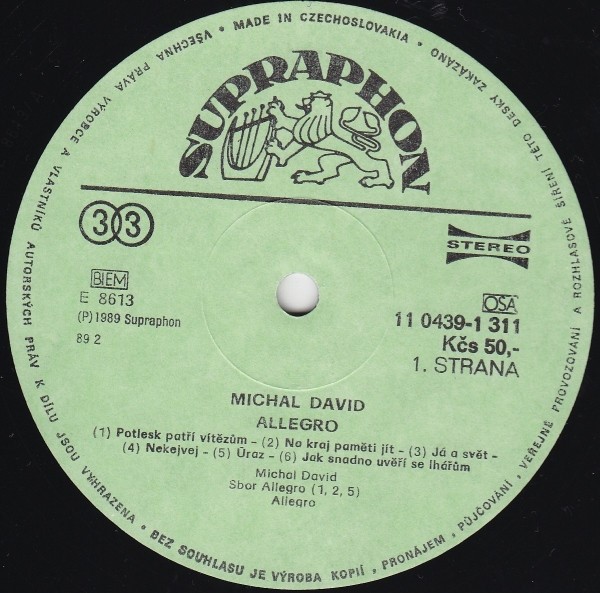 VŠECHNA PRÁVA VÝROBCE A VLASTNÍKŮ AUTORSKÝCH PRÁV K DÍLU JSOU VYHRAZENA • BEZ SOUHLASU JE VÝROBA KOPIÍ, PRONÁJEM, PŮJČOVÁNÍ, VEŘEJNÉ PROVOZOVÁNÍ A ROZHLASOVÉ ŠÍŘENÍ TÉTO DESKY ZAKÁZÁNO • MADE IN CZECHOSLOVAKIA •
SUPRAPHON
33
STEREO
BIEM
E 8613
(P)1989 Supraphon
89 2
OSA
11 0439-1 311
Kčs 50,-
1. STRANA
MICHAL DAVID
ALLEGRO
(1) Potlesk patří vítězům - (2) Na kraj paměti jít - (3) Já a svět -
(4) Nekejvej - (5) Úraz - (6) Jak snadno uvěří se lhářům
Michal David
Sbor Allegro (1, 2, 5)
Allegro